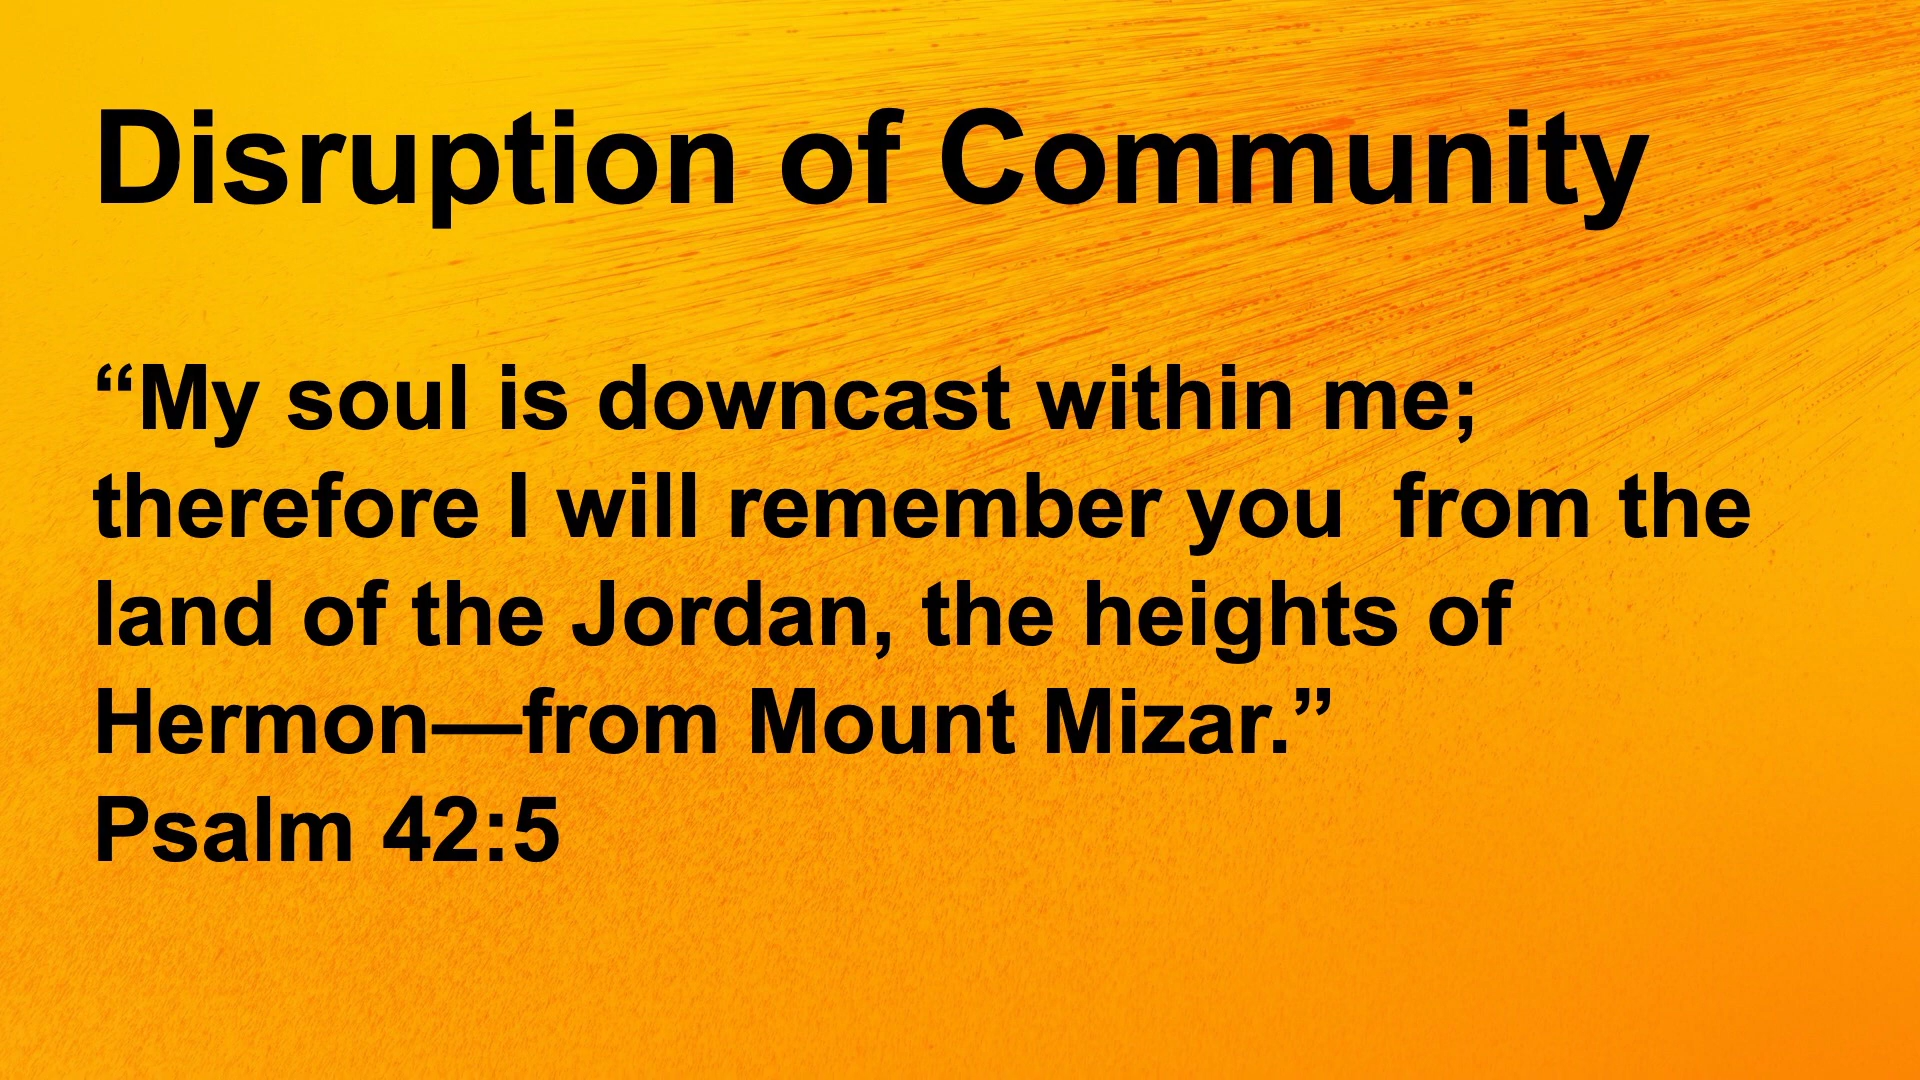 Disruption of Community
“My soul is downcast within me;
therefore I will remember you  from the
land of the Jordan, the heights of
Hermon—from Mount Mizar.”
Psalm 42:5